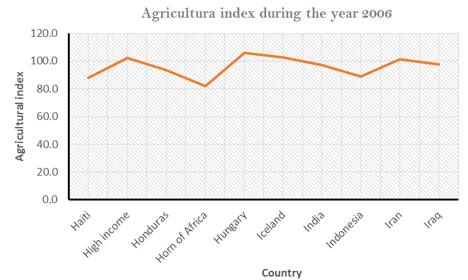 Agricultura index during the year 2006
120.0
100.0
80.0
60.0
40.0
20.0
0.0
Agricultural index
Haiti
High income
Honduras
Horn of Africa
Hungary
Iceland
India
Indonesia
Iran
Iraq
Country